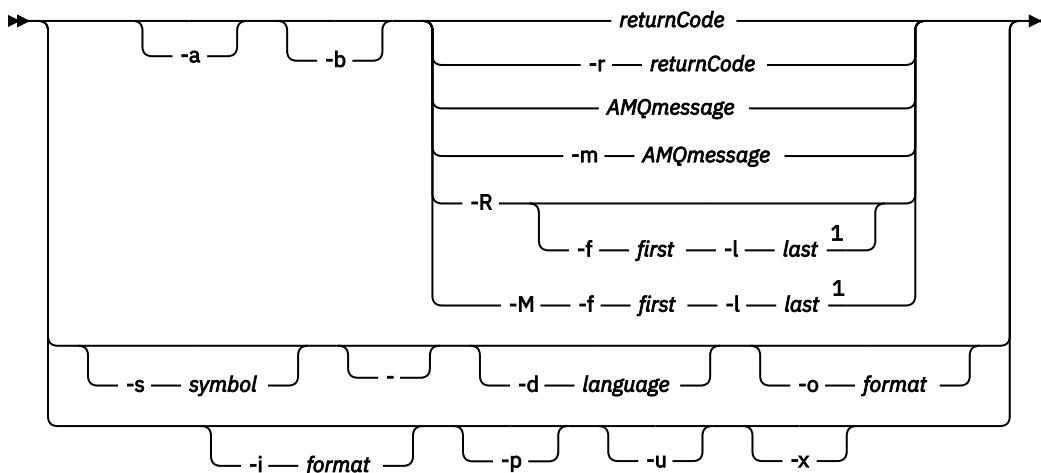 returnCode
-a -b
-r returnCode
AMQmessage
-m AMQmessage
-R
-f first -l last 1
-M -f first -l last 1
-s symbol - -d language -o format
-i format -p -u -x